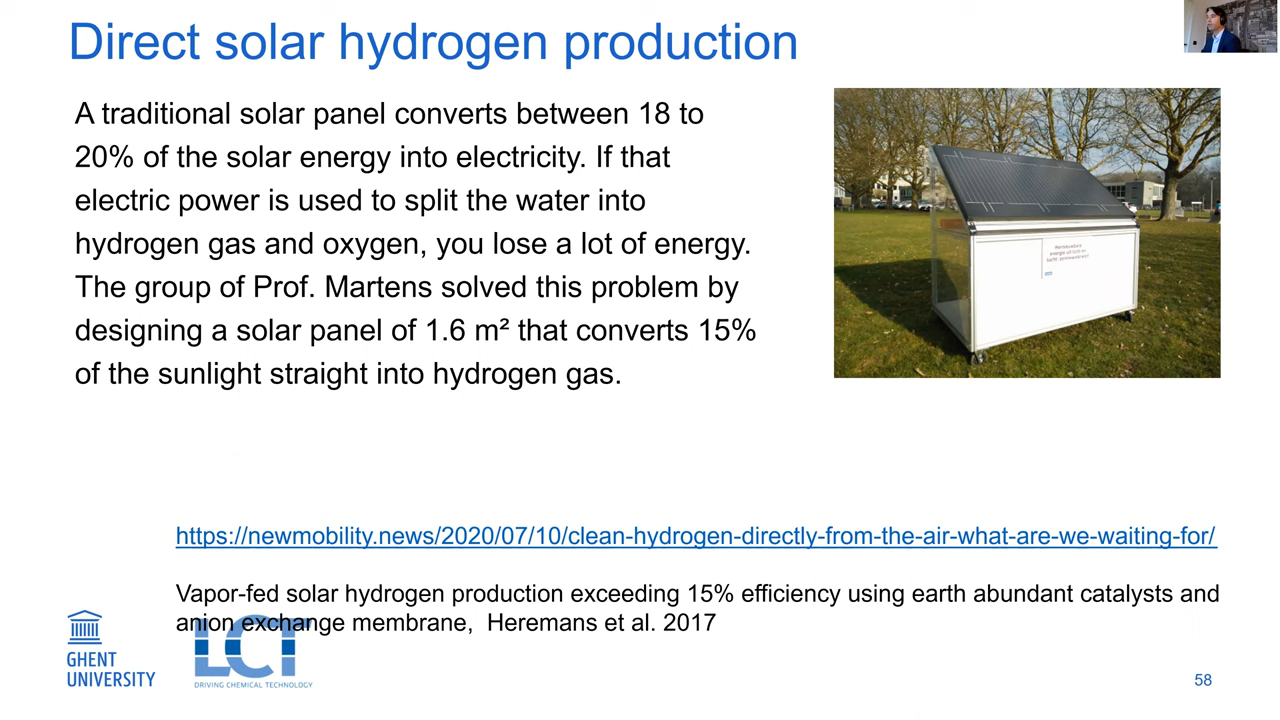 Direct solar hydrogen production
A traditional solar panel converts between 18 to
20% of the solar energy into electricity. If that
electric power is used to split the water into
hydrogen gas and oxygen, you lose a lot of energy.
The group of Prof. Martens solved this problem by
designing a solar panel of 1.6 m² that converts 15%
of the sunlight straight into hydrogen gas.
https://newmobility.news/2020/07/10/clean-hydrogen-directly-from-the-air-what-are-we-waiting-for/
Vapor-fed solar hydrogen production exceeding 15% efficiency using earth abundant catalysts and
anion exchange membrane, Heremans et al. 2017
GHENT
UNIVERSITY
LCT
DRIVING CHEMICAL TECHNOLOGY
58